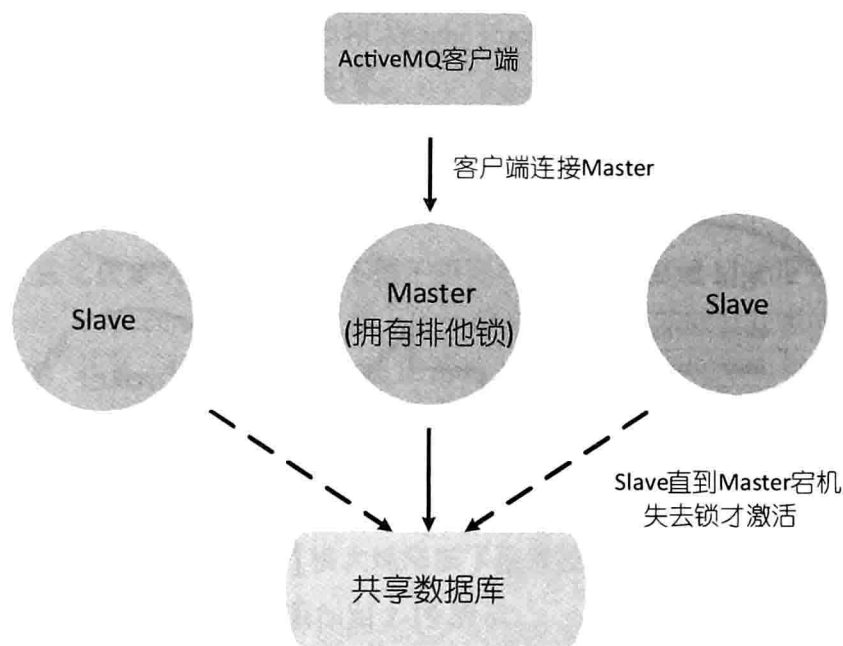 ActiveMQ客户端
客户端连接Master
Slave
Master
(拥有排他锁)
Slave
Slave直到Master宕机
失去锁才激活
共享数据库